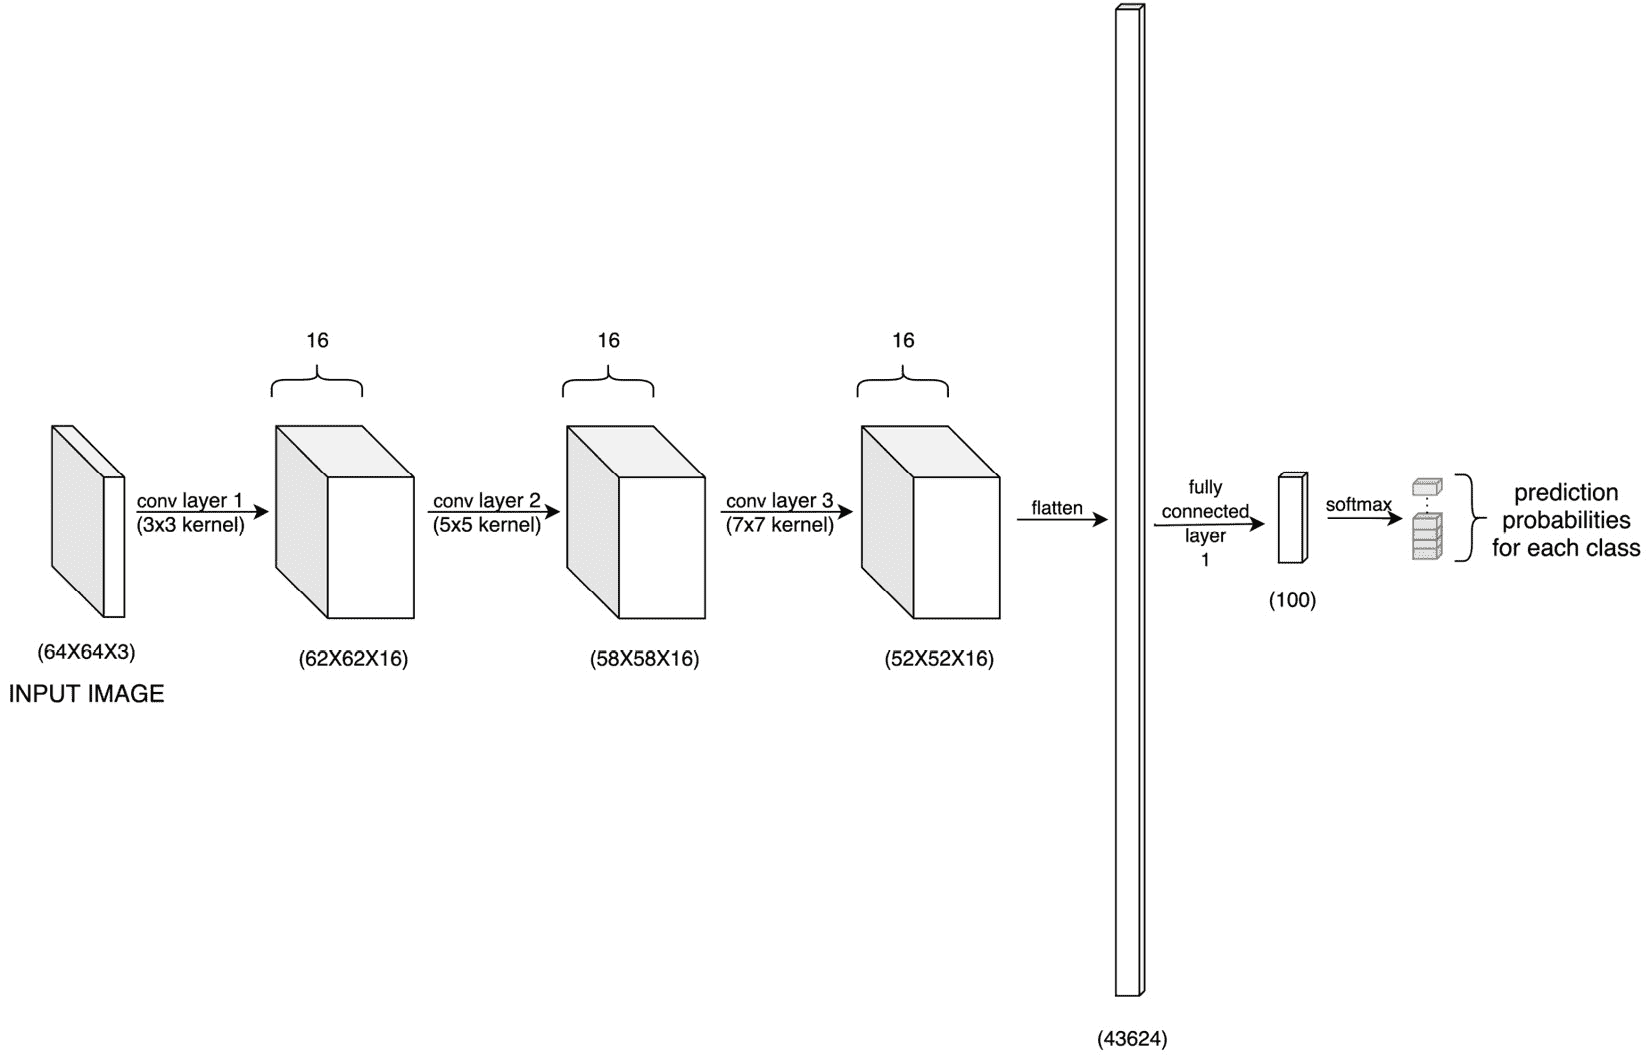 16
16
16
conv layer 1
(3x3 kernel)
conv layer 2
(5x5 kernel)
conv layer 3
(7x7 kernel)
flatten
fully
connected
layer
1
softmax
prediction
probabilities
for each class
(100)
(64X64X3)
(62X62X16)
(58X58X16)
(52X52X16)
INPUT IMAGE
(43624)